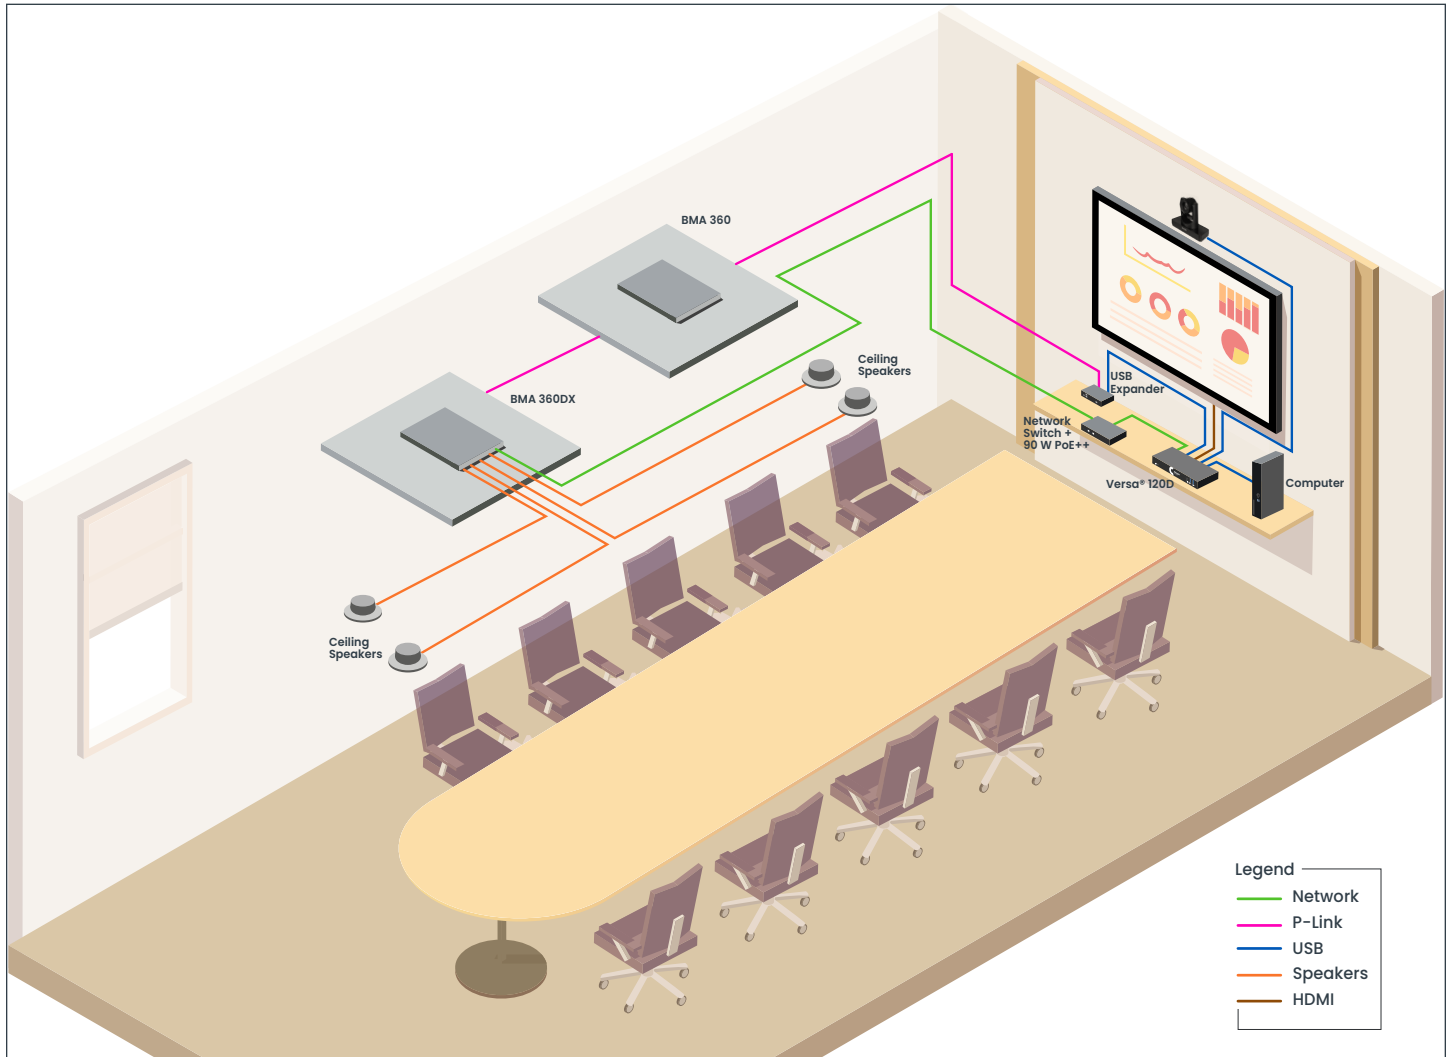 BMA 360
BMA 360DX
Ceiling
Speakers
USB
Expander
Network
Switch +
90 W PoE++
Versa® 120D
Computer
Ceiling
Speakers
Legend
Network
P-Link
USB
Speakers
HDMI